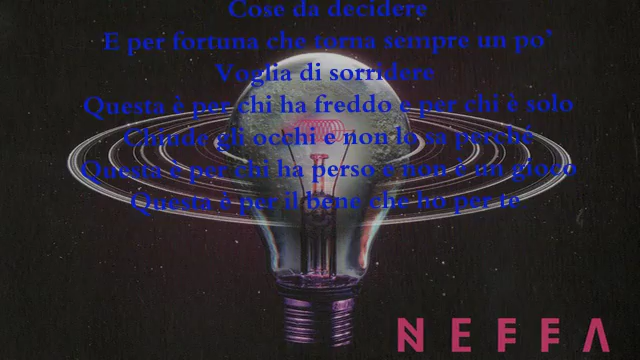 Cose da decidere
E per fortuna che torna sempre un po'
Voglia di sorridere
Questa è per chi ha freddo e per chi è solo
Chiude gli occhi e non lo sa perché
Questa è per chi ha perso e non è un gioco
Questa è per il bene che ho per te
NEFFA